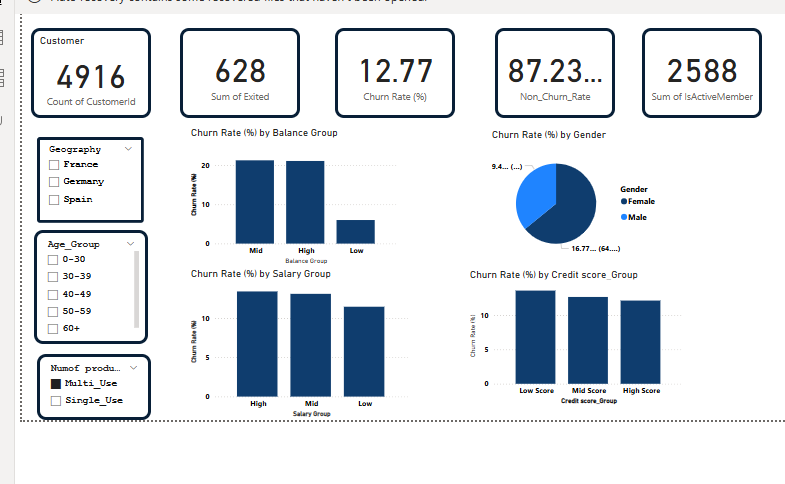 Customer
4916
Count of CustomerId
628
Sum of Exited
12.77
Churn Rate (%)
87.23...
Non_Churn_Rate
2588
Sum of IsActiveMember
Geography
France
Germany
Spain
Age_Group
0-30
30-39
40-49
50-59
60+
Numof produ...
Multi_Use
Single_Use
Churn Rate (%) by Balance Group
Churn Rate (%)
20
10
0
Mid High Low
Balance Group
Churn Rate (%) by Gender
9.4... (...)
16.77... (64....)
Gender
Female
Male
Churn Rate (%) by Salary Group
Churn Rate (%)
10
5
0
High Mid Low
Salary Group
Churn Rate (%) by Credit score_Group
Churn Rate (%)
10
5
0
Low Score Mid Score High Score
Credit score_Group